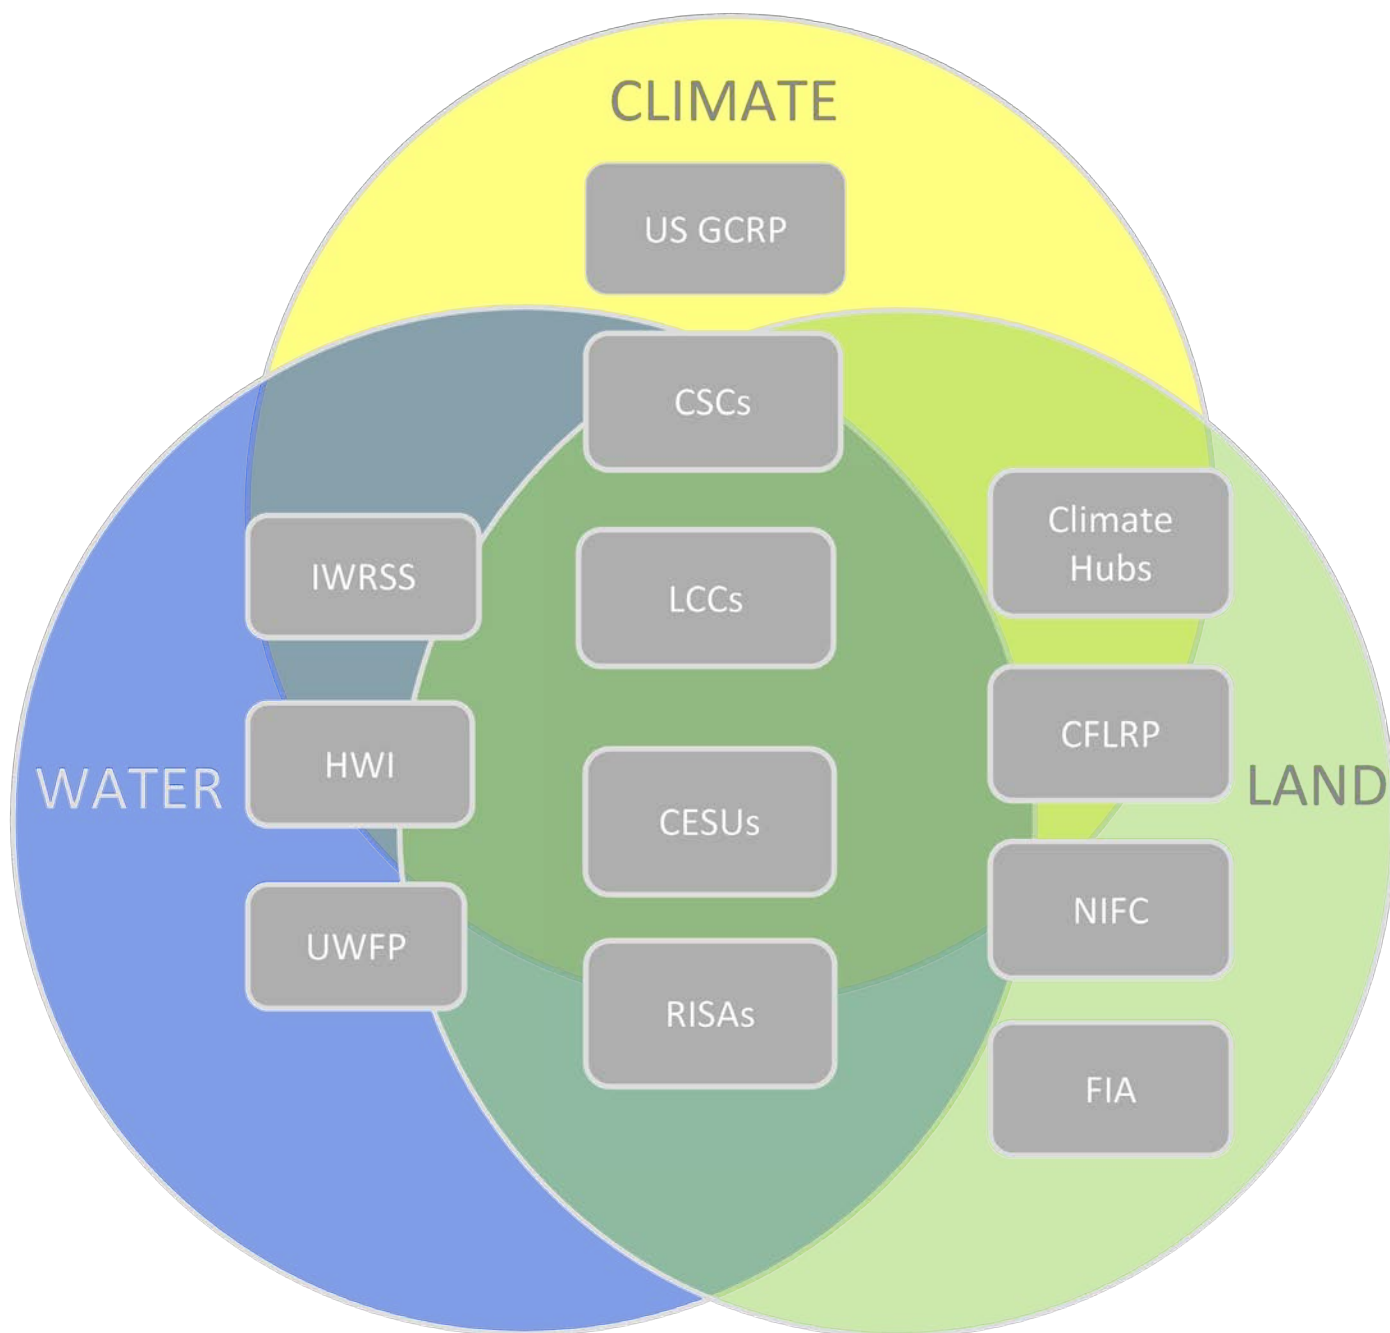 CLIMATE
US GCRP
CSCs
Climate
Hubs
IWRSS
LCCs
CFLRP
HWI
WATER
LAND
CESUs
NIFC
UWFP
RISAs
FIA